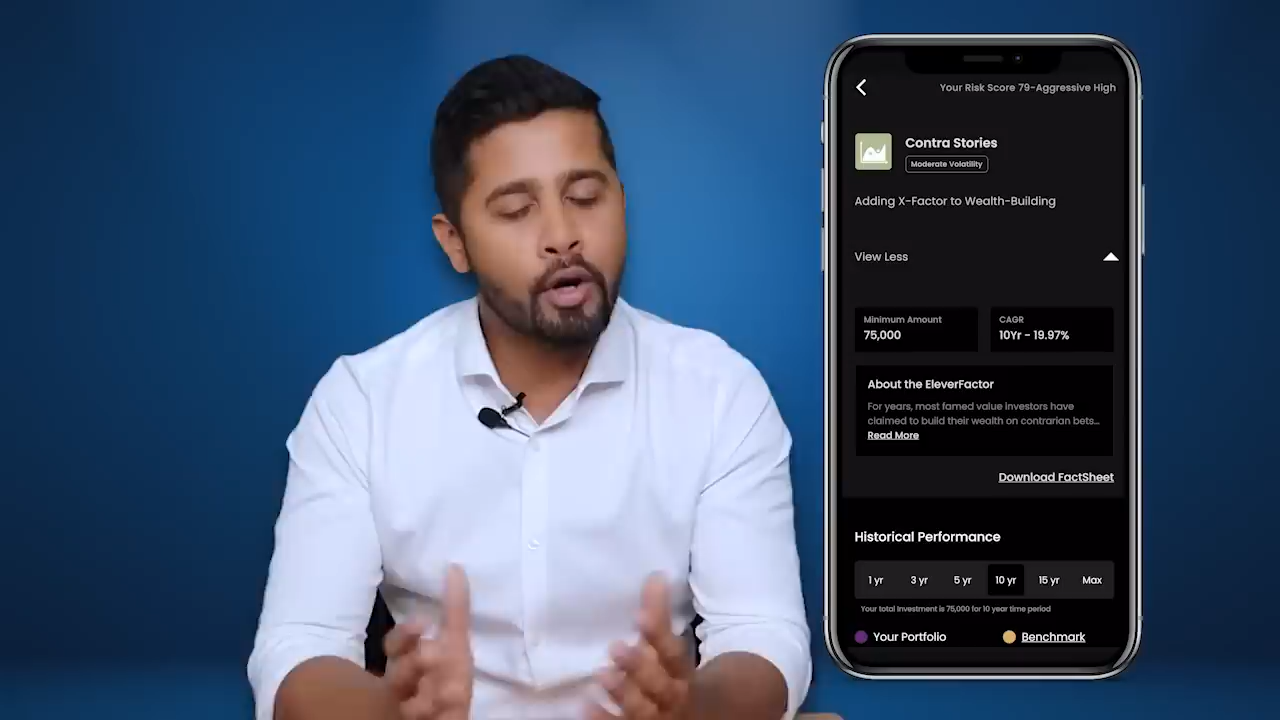 Your Risk Score 79-Aggressive High
Contra Stories
Moderate Volatility
Adding X-Factor to Wealth-Building
View Less
Minimum Amount
75,000
CAGR
10Yr - 19.97%
About the EleverFactor
For years, most famed value investors have
claimed to build their wealth on contrarian bets...
Read More
Download FactSheet
Historical Performance
1 yr 3 yr 5 yr 10 yr 15 yr Max
Your total Investment is 75,000 for 10 year time period
Your Portfolio
Benchmark